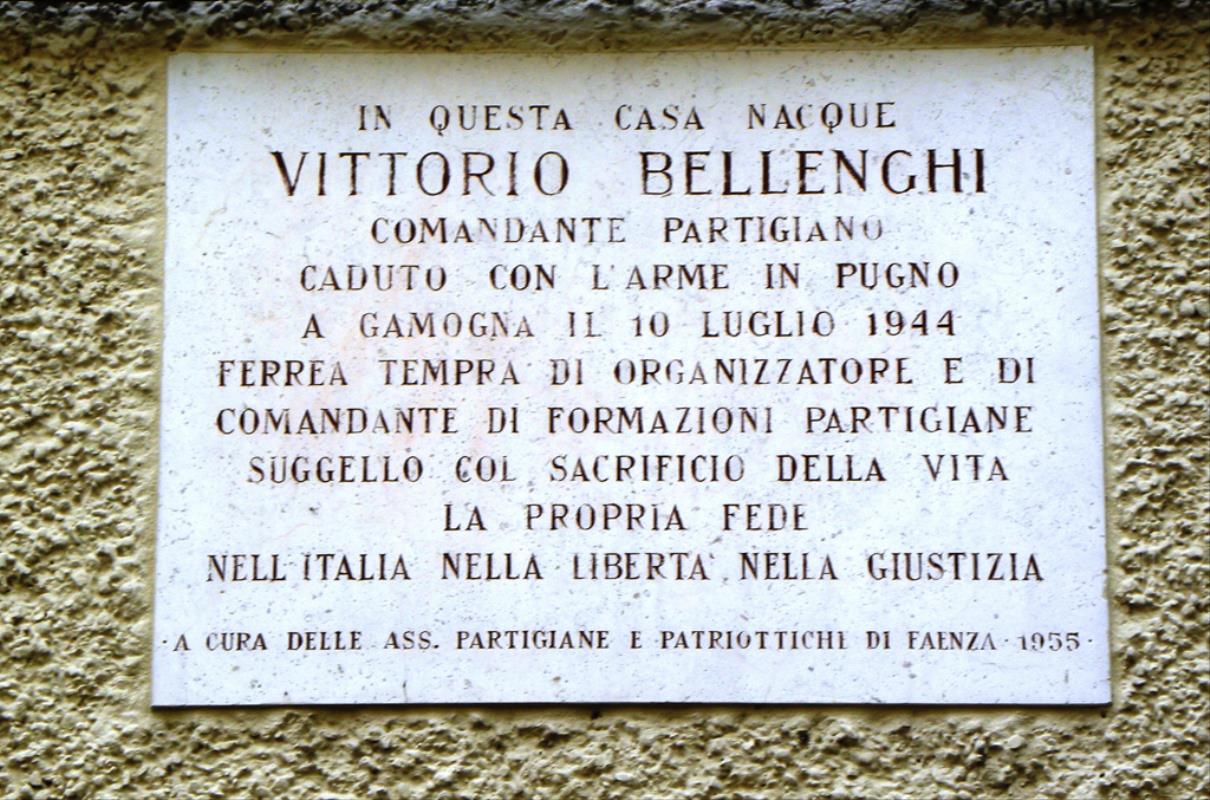 IN QUESTA CASA NACQUE
VITTORIO BELLENGHI
COMANDANTE PARTIGIANO
CADUTO CON L'ARME IN PUGNO
A GAMOGNA IL 10 LUGLIO 1944
FERREA TEMPRA DI ORGANIZZATORE E DI
COMANDANTE DI FORMAZIONI PARTIGIANE
SUGGELLÒ COL SACRIFICIO DELLA VITA
LA PROPRIA FEDE
NELL'ITALIA NELLA LIBERTA' NELLA GIUSTIZIA
·A CURA DELLE ASS. PARTIGIANE E PATRIOTTICHE DI FAENZA·1955·